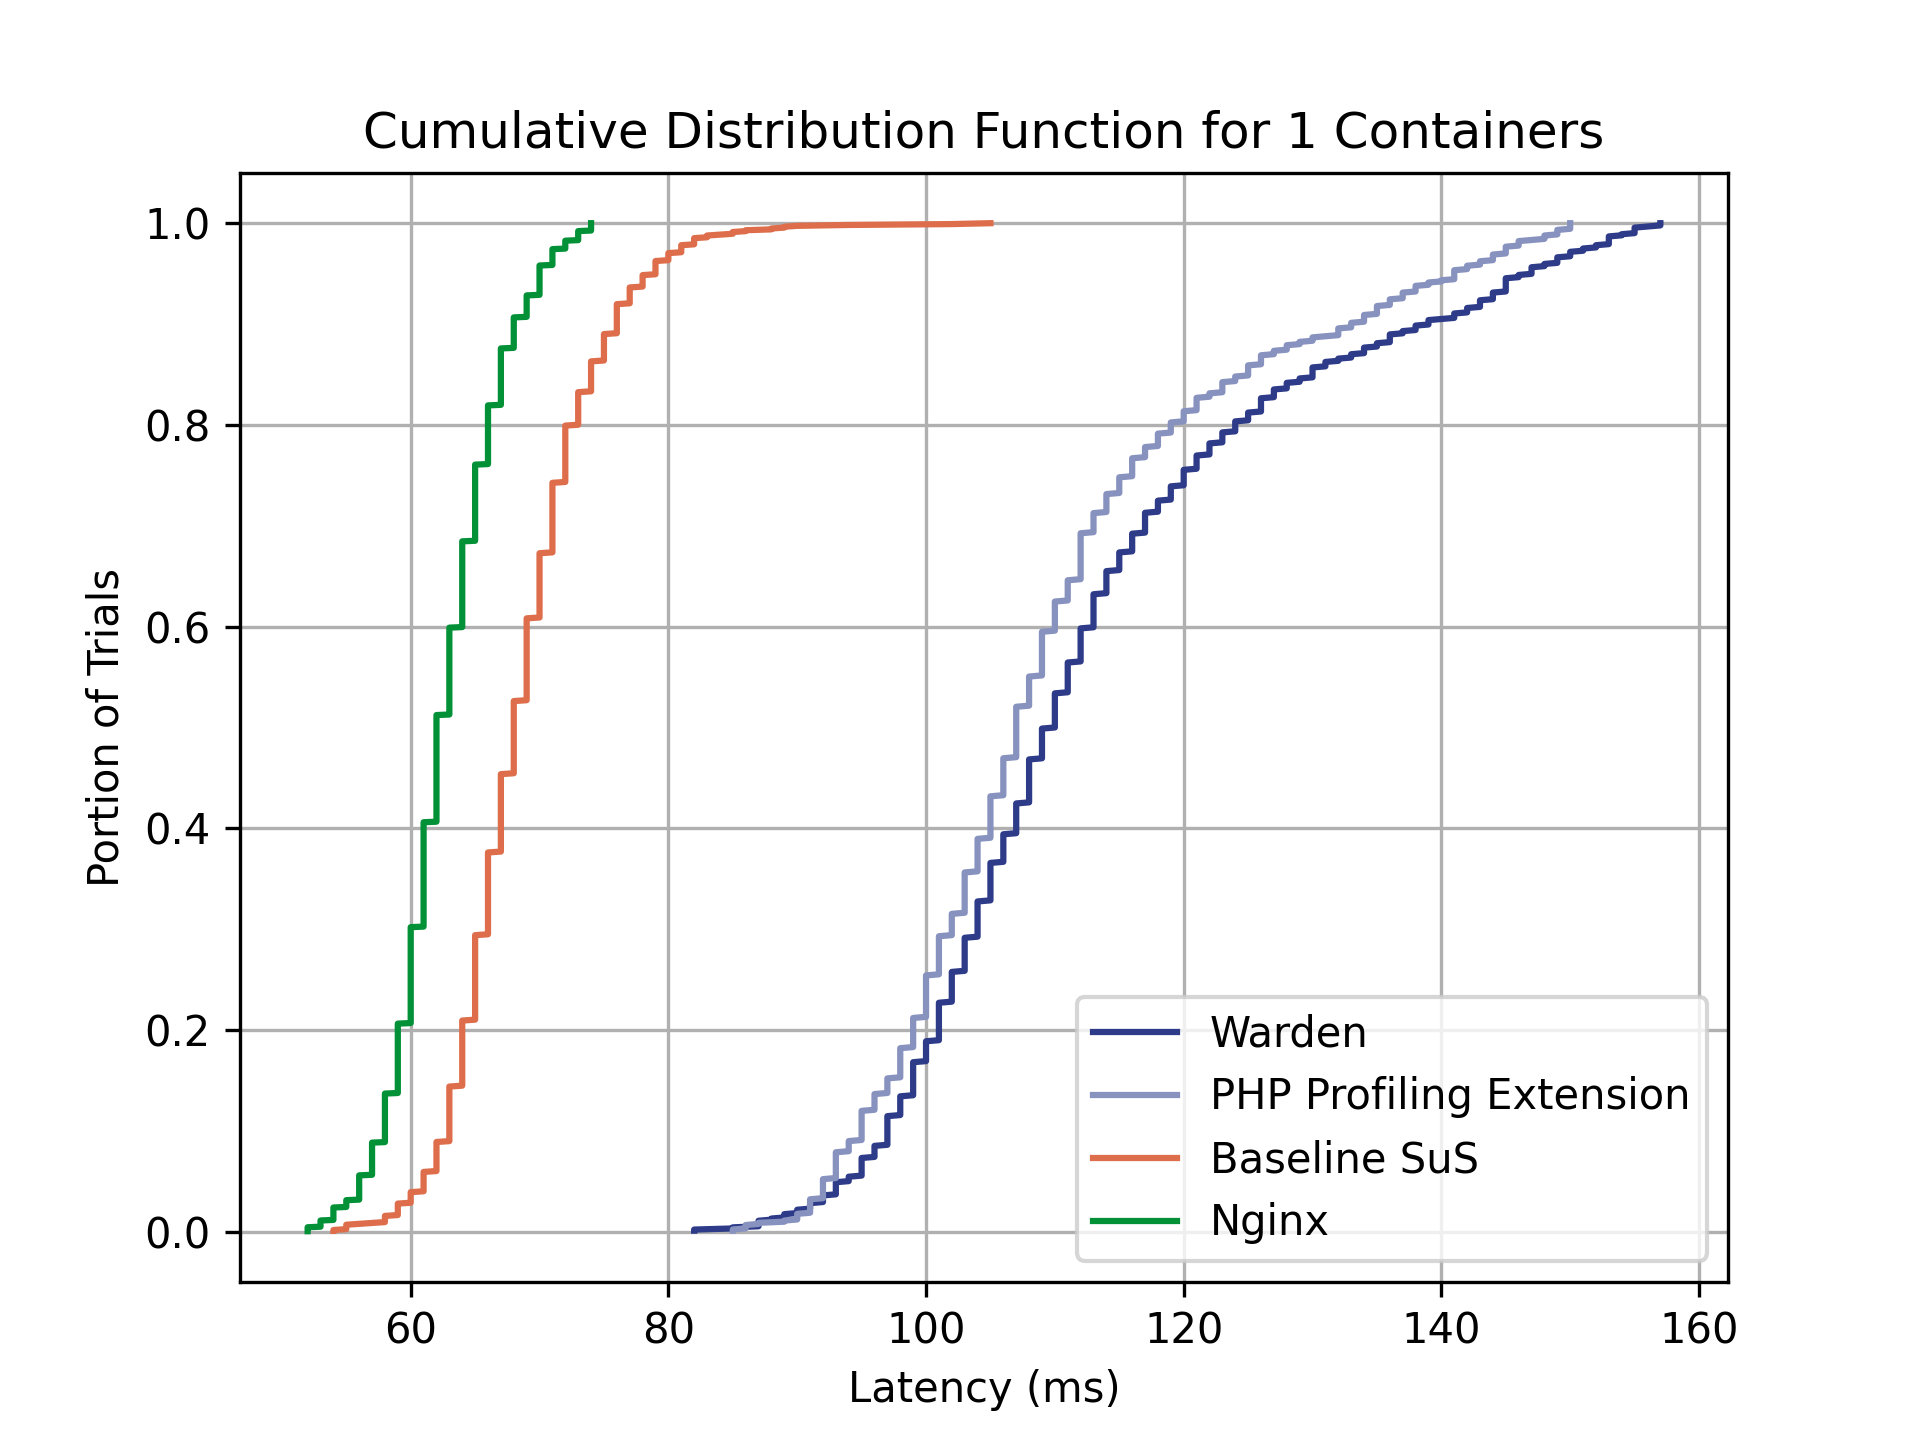 Cumulative Distribution Function for 1 Containers
1.0
0.8
0.6
0.4
0.2
0.0
Portion of Trials
Warden
PHP Profiling Extension
Baseline SuS
Nginx
60 80 100 120 140 160
Latency (ms)